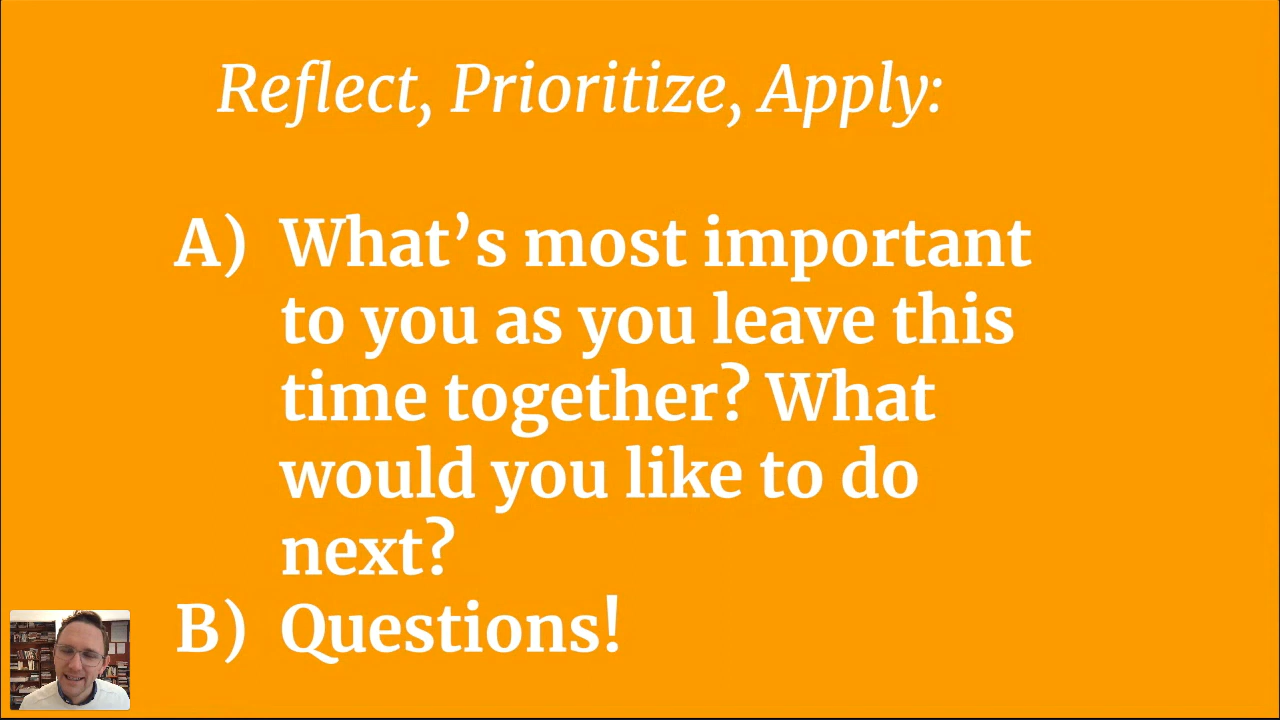 Reflect, Prioritize, Apply:
A) What’s most important
to you as you leave this
time together? What
would you like to do
next?
B) Questions!